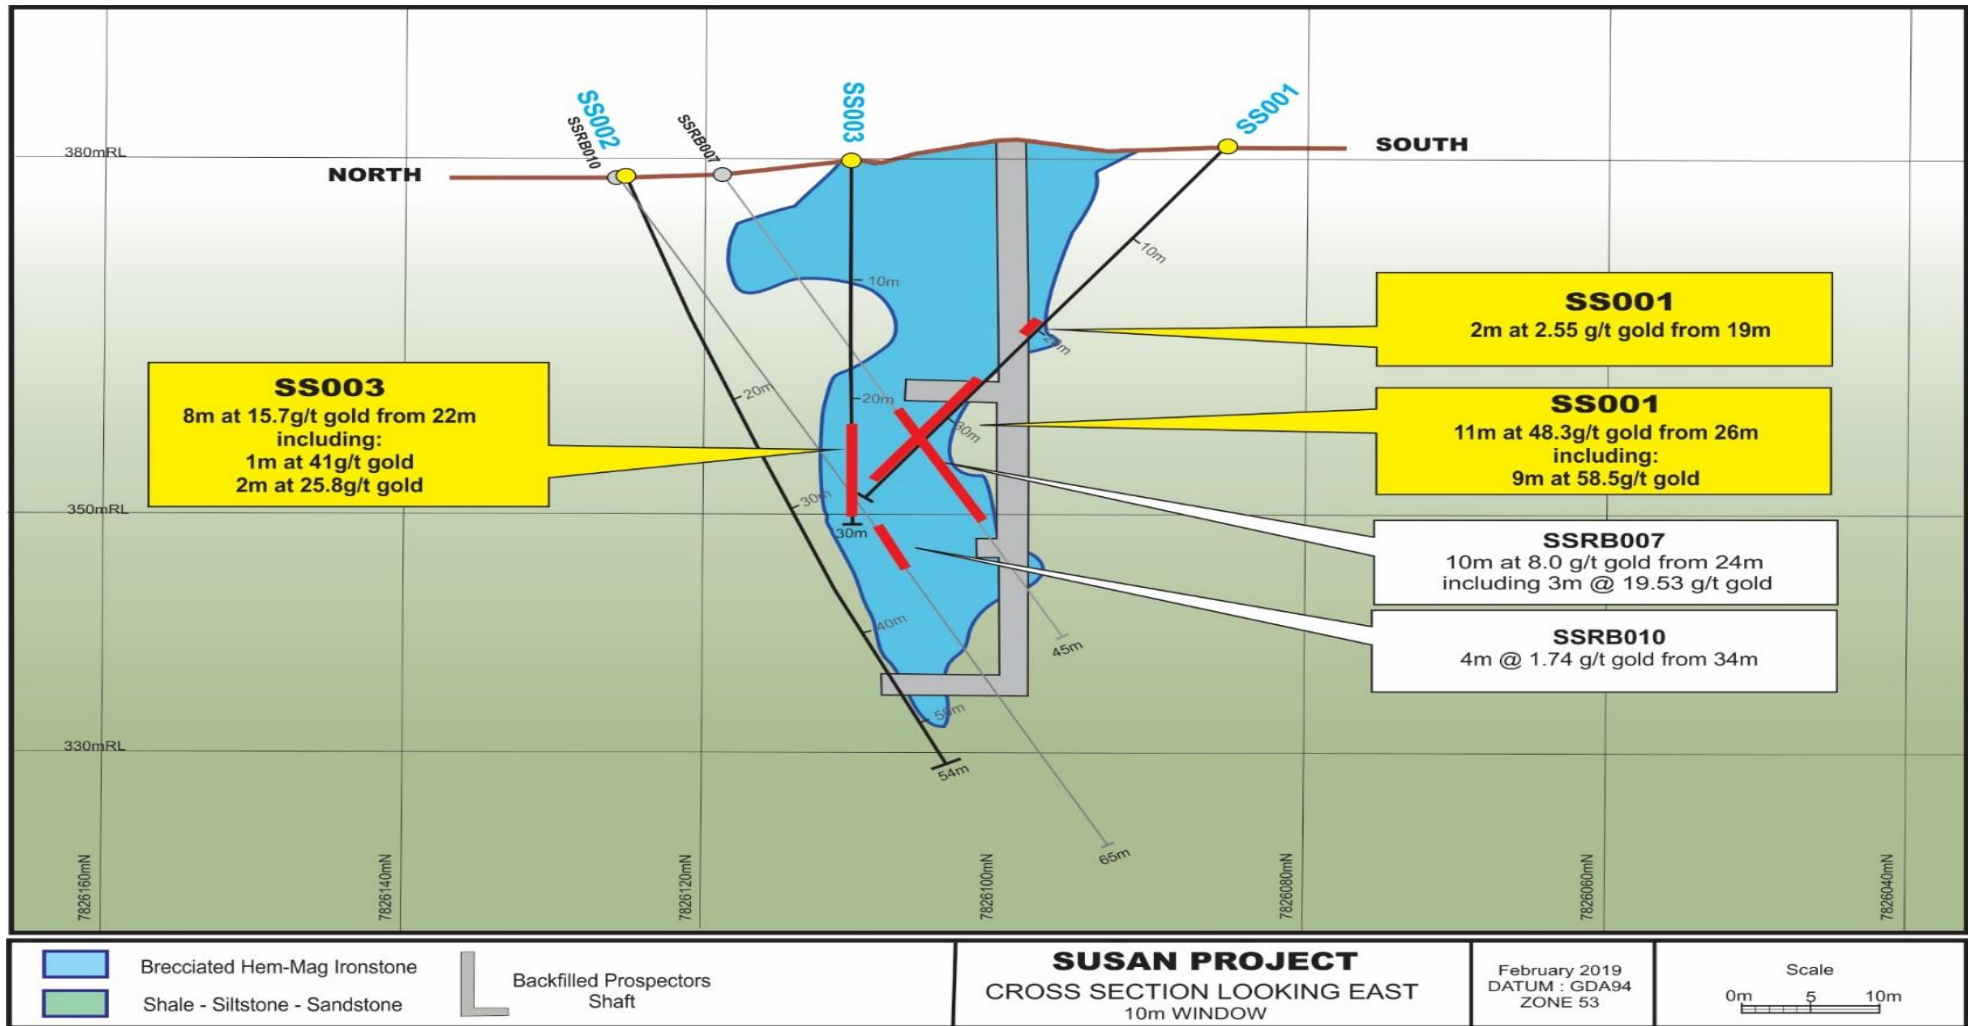 SS002
SSRB010
SSRB007
SS003
SS001
380mRL
NORTH
SOUTH
10m
10m
20m
20m
20m
30m
30m
30m
40m
50m
45m
54m
65m
350mRL
330mRL
SS001
2m at 2.55 g/t gold from 19m
SS003
8m at 15.7g/t gold from 22m
including:
1m at 41g/t gold
2m at 25.8g/t gold
SS001
11m at 48.3g/t gold from 26m
including:
9m at 58.5g/t gold
SSRB007
10m at 8.0 g/t gold from 24m
including 3m @ 19.53 g/t gold
SSRB010
4m @ 1.74 g/t gold from 34m
7826160mN
7826140mN
7826120mN
7826100mN
7826080mN
7826060mN
7826040mN
Brecciated Hem-Mag Ironstone
Shale - Siltstone - Sandstone
Backfilled Prospectors
Shaft
SUSAN PROJECT
CROSS SECTION LOOKING EAST
10m WINDOW
February 2019
DATUM : GDA94
ZONE 53
Scale
0m 5 10m